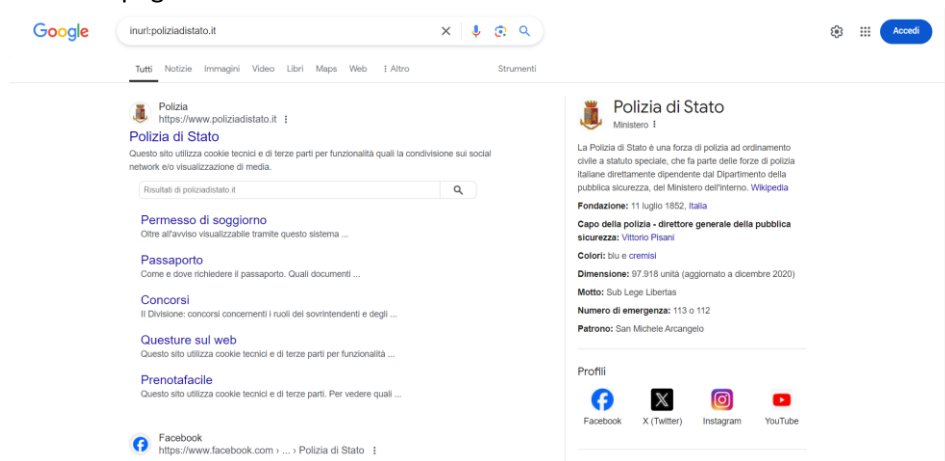 Google
inurl:poliziadistato.it
Accedi
Tutti Notizie Immagini Video Libri Maps Web Altro Strumenti
Polizia
https://www.poliziadistato.it
Polizia di Stato
Questo sito utilizza cookie tecnici e di terze parti per funzionalità quali la condivisione sui social
network e/o visualizzazione di media.
Risultati di poliziadistato.it
Permesso di soggiorno
Oltre all'avviso visualizzabile tramite questo sistema ...
Passaporto
Come e dove richiedere il passaporto. Quali documenti ...
Concorsi
II Divisione: concorsi concernenti i ruoli dei sovrintendenti e degli ...
Questure sul web
Questo sito utilizza cookie tecnici e di terze parti per funzionalità ...
Prenotafacile
Questo sito utilizza cookie tecnici e di terze parti. Per vedere quali ...
Facebook
https://www.facebook.com › ... › Polizia di Stato
Polizia di Stato
Ministero
La Polizia di Stato è una forza di polizia ad ordinamento
civile a statuto speciale, che fa parte delle forze di polizia
italiane direttamente dipendente dal Dipartimento della
pubblica sicurezza, del Ministero dell'Interno. Wikipedia
Fondazione: 11 luglio 1852, Italia
Capo della polizia - direttore generale della pubblica
sicurezza: Vittorio Pisani
Colori: blu e cremisi
Dimensione: 97.918 unità (aggiornato a dicembre 2020)
Motto: Sub Lege Libertas
Numero di emergenza: 113 o 112
Patrono: San Michele Arcangelo
Profili
Facebook X (Twitter) Instagram YouTube